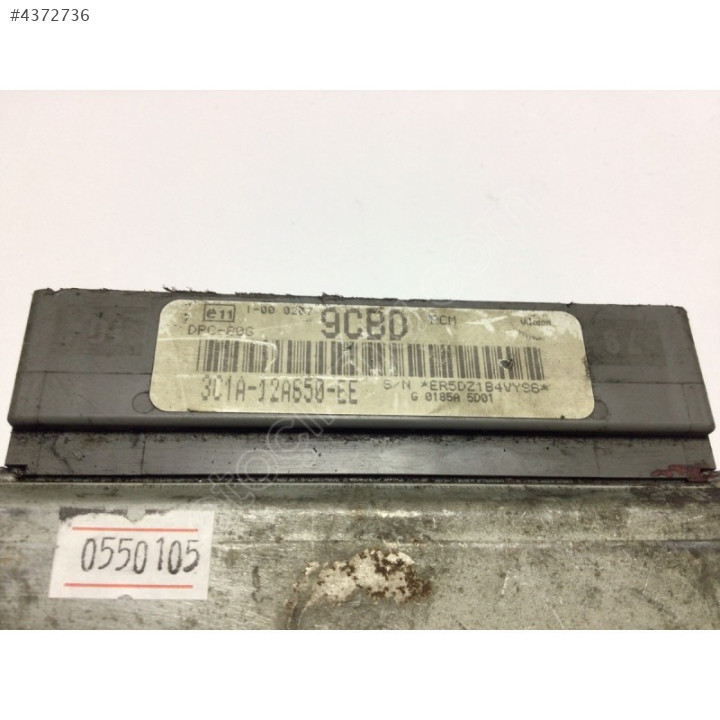 #4372736
e11 9CBD PCM
DPC-806
3C1A-12A650-EE S/N *ER5DZ1B4VYS6*
G 0185A 5D01
0550105